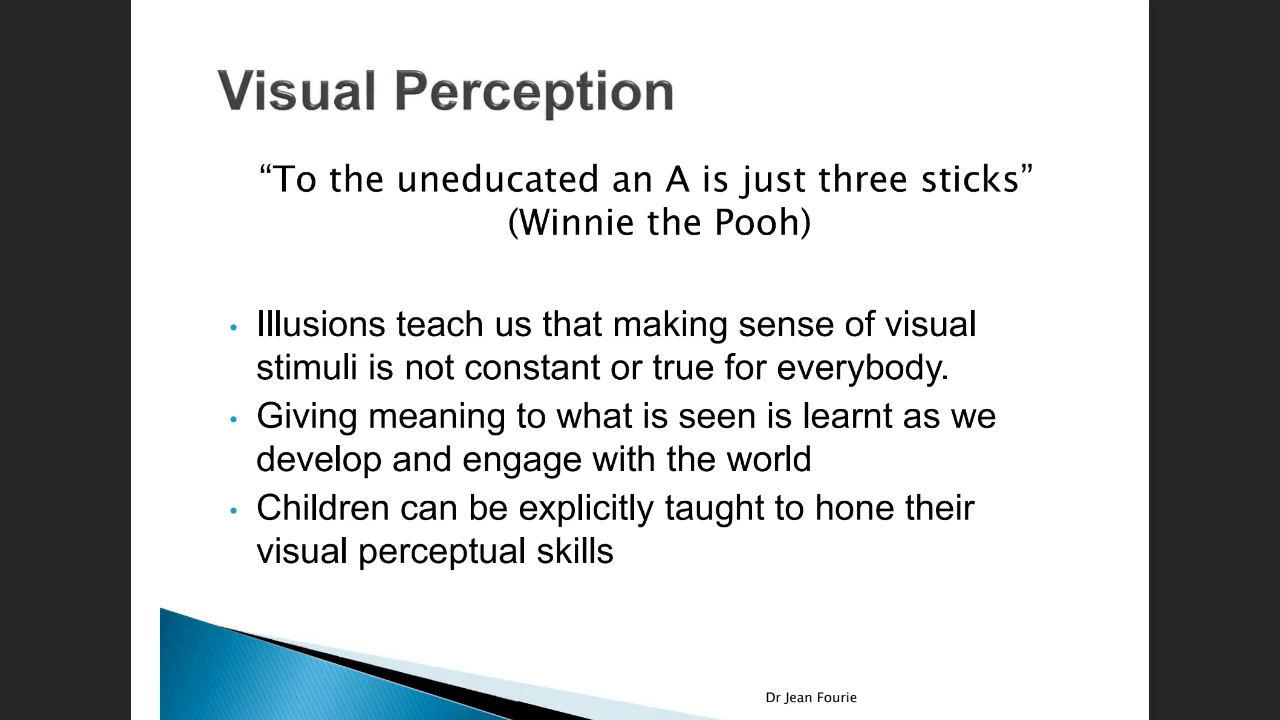 Visual Perception
“To the uneducated an A is just three sticks”
(Winnie the Pooh)
• Illusions teach us that making sense of visual
stimuli is not constant or true for everybody.
• Giving meaning to what is seen is learnt as we
develop and engage with the world
• Children can be explicitly taught to hone their
visual perceptual skills
Dr Jean Fourie